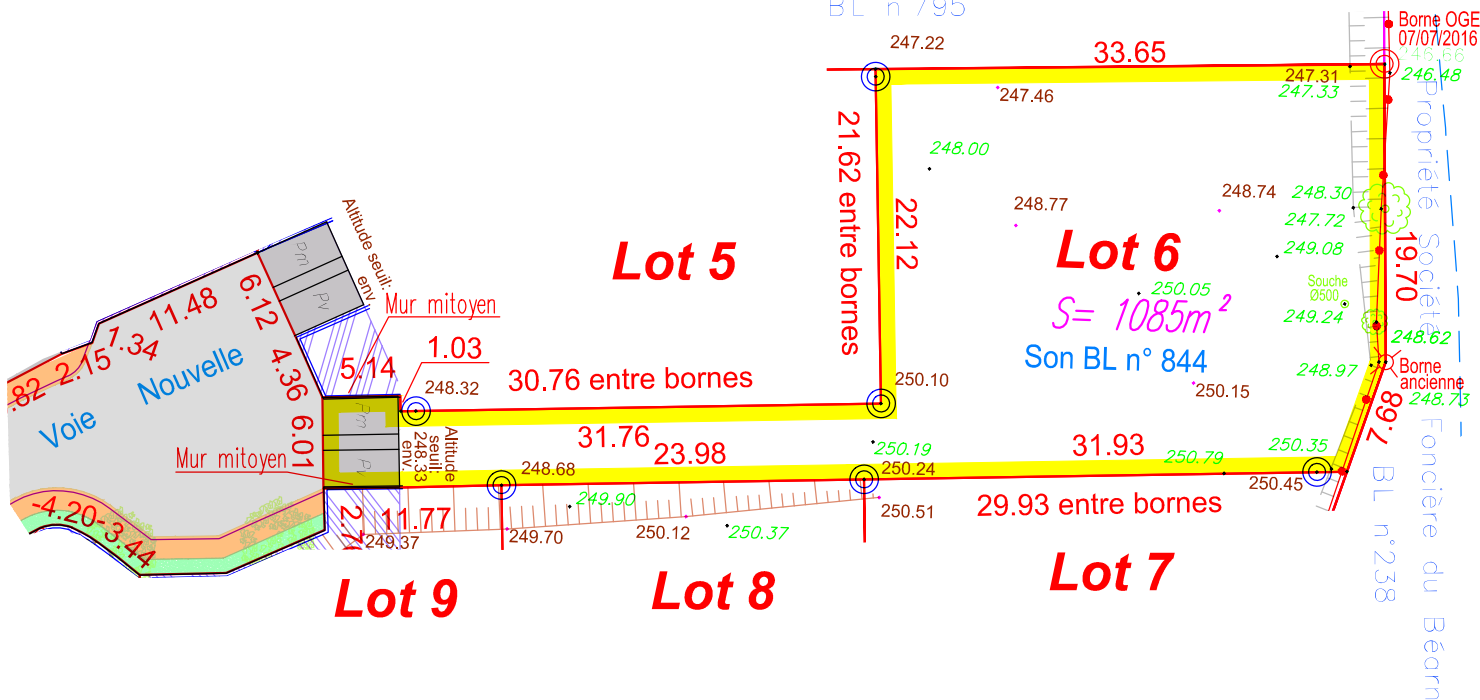 BL n°795
Borne OGE
07/07/2016
246.66
246.48
247.22
33.65
247.31
247.33
247.46
21.62 entre bornes
22.12
248.00
248.77
248.74
248.30
247.72
249.08
Lot 5
Lot 6
S= 1085m²
Son BL n° 844
250.05
Souche
Ø500
249.24
19.70
248.62
248.97
Borne
ancienne
248.73
7.68
250.15
Propriété Société Foncière du Béarn
BL n°238
Altitude seuil:
env
Pm
Pv
Mur mitoyen
6.12
11.48
1.34
2.15
.82
4.36
5.14
1.03
Voie Nouvelle
248.32
30.76 entre bornes
250.10
6.01
Pm
Pv
Altitude
seuil:
env.
248.33
31.76
23.98
250.19
31.93
250.79
250.35
Mur mitoyen
248.68
250.24
250.45
29.93 entre bornes
-4.20
-3.44
11.77
249.37
249.90
249.70
250.12
250.37
250.51
Lot 9
Lot 8
Lot 7